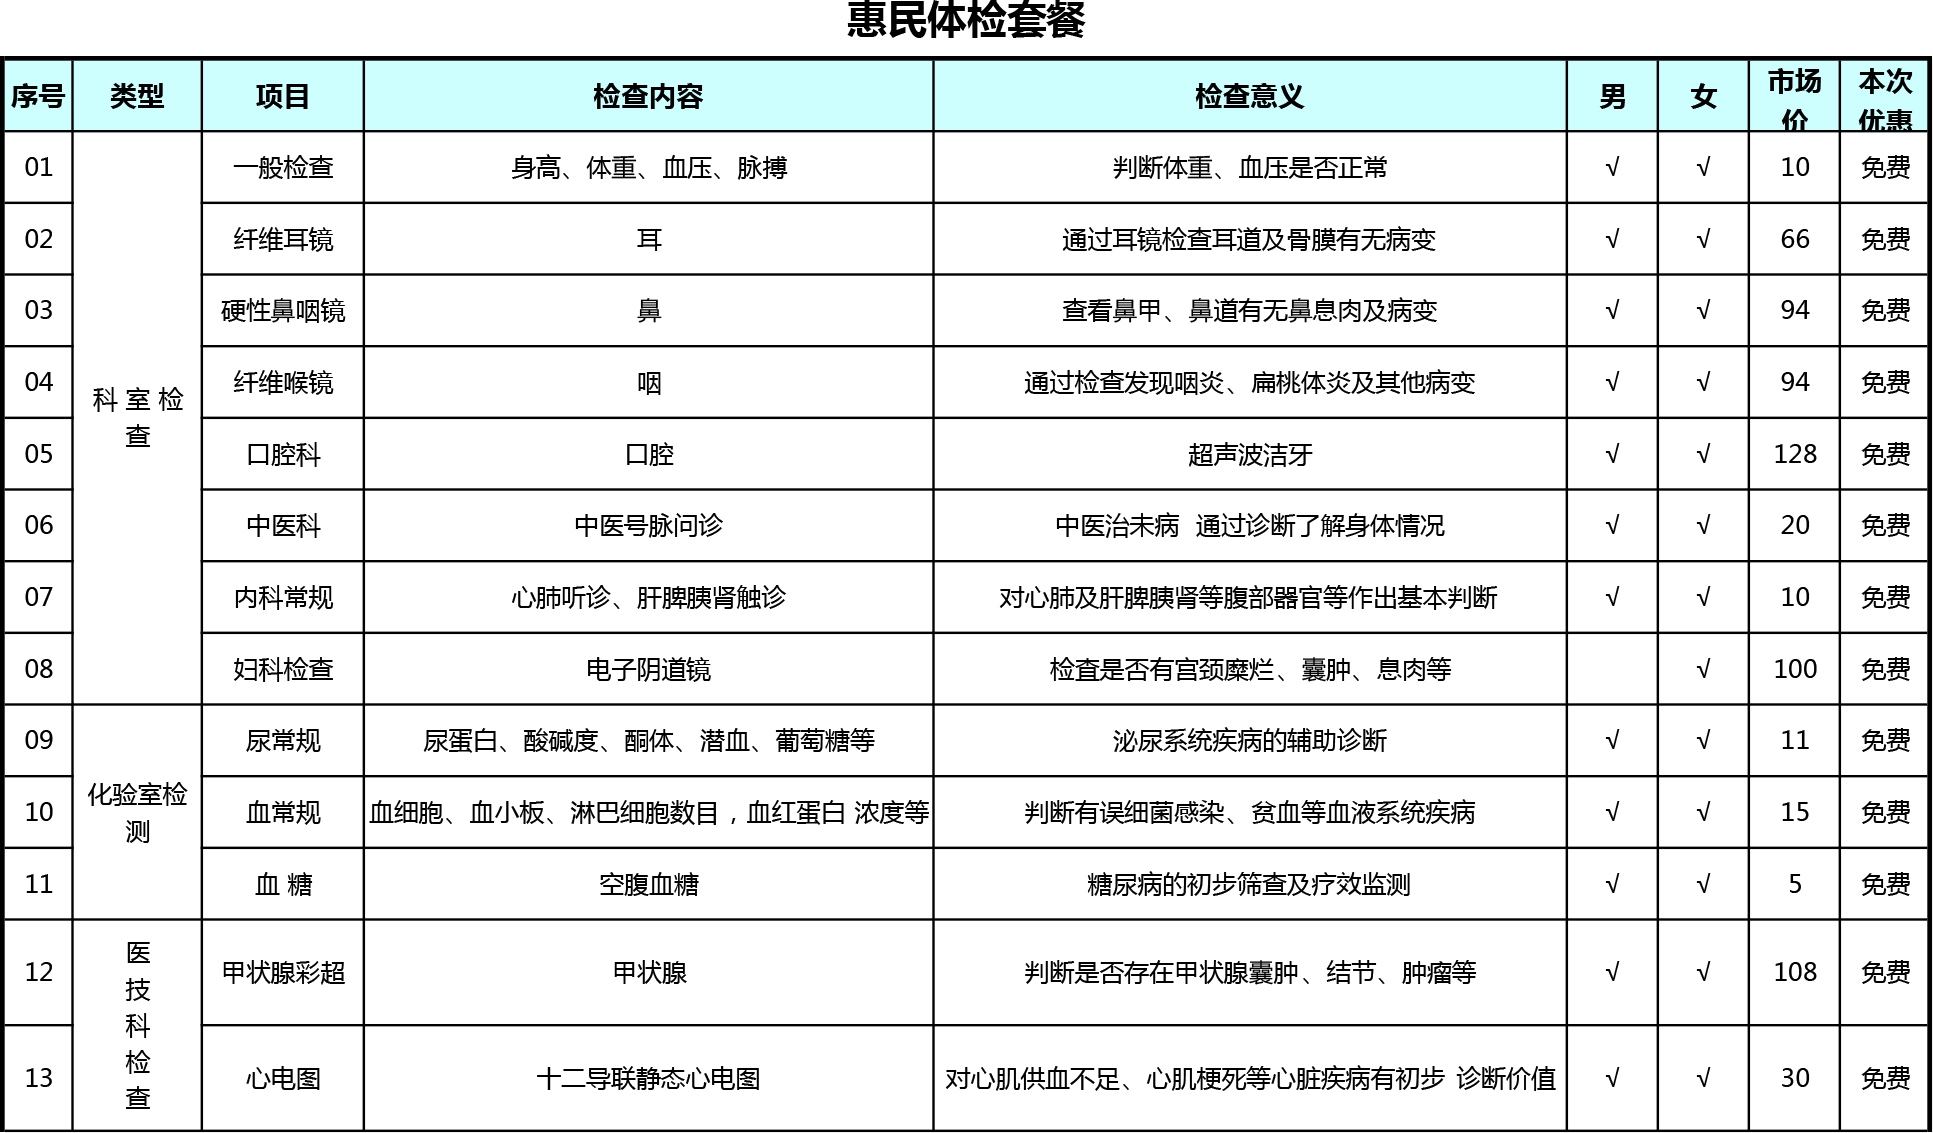 惠民体检套餐
序号 类型 项目 检查内容 检查意义 男 女 市场价 本次优惠
01 科室检查 一般检查 身高、体重、血压、脉搏 判断体重、血压是否正常 √ √ 10 免费
02 纤维耳镜 耳 通过耳镜检查耳道及骨膜有无病变 √ √ 66 免费
03 硬性鼻咽镜 鼻 查看鼻甲、鼻道有无鼻息肉及病变 √ √ 94 免费
04 纤维喉镜 咽 通过检查发现咽炎、扁桃体炎及其他病变 √ √ 94 免费
05 口腔科 口腔 超声波洁牙 √ √ 128 免费
06 中医科 中医号脉问诊 中医治未病 通过诊断了解身体情况 √ √ 20 免费
07 内科常规 心肺听诊、肝脾胰肾触诊 对心肺及肝脾胰肾等腹部器官等作出基本判断 √ √ 10 免费
08 妇科检查 电子阴道镜 检査是否有宫颈糜烂、囊肿、息肉等 √ 100 免费
09 化验室检测 尿常规 尿蛋白、酸碱度、酮体、潜血、葡萄糖等 泌尿系统疾病的辅助诊断 √ √ 11 免费
10 血常规 血细胞、血小板、淋巴细胞数目，血红蛋白 浓度等 判断有误细菌感染、贫血等血液系统疾病 √ √ 15 免费
11 血 糖 空腹血糖 糖尿病的初步筛查及疗效监测 √ √ 5 免费
12 医技科检查 甲状腺彩超 甲状腺 判断是否存在甲状腺囊肿、结节、肿瘤等 √ √ 108 免费
13 心电图 十二导联静态心电图 对心肌供血不足、心肌梗死等心脏疾病有初步 诊断价值 √ √ 30 免费